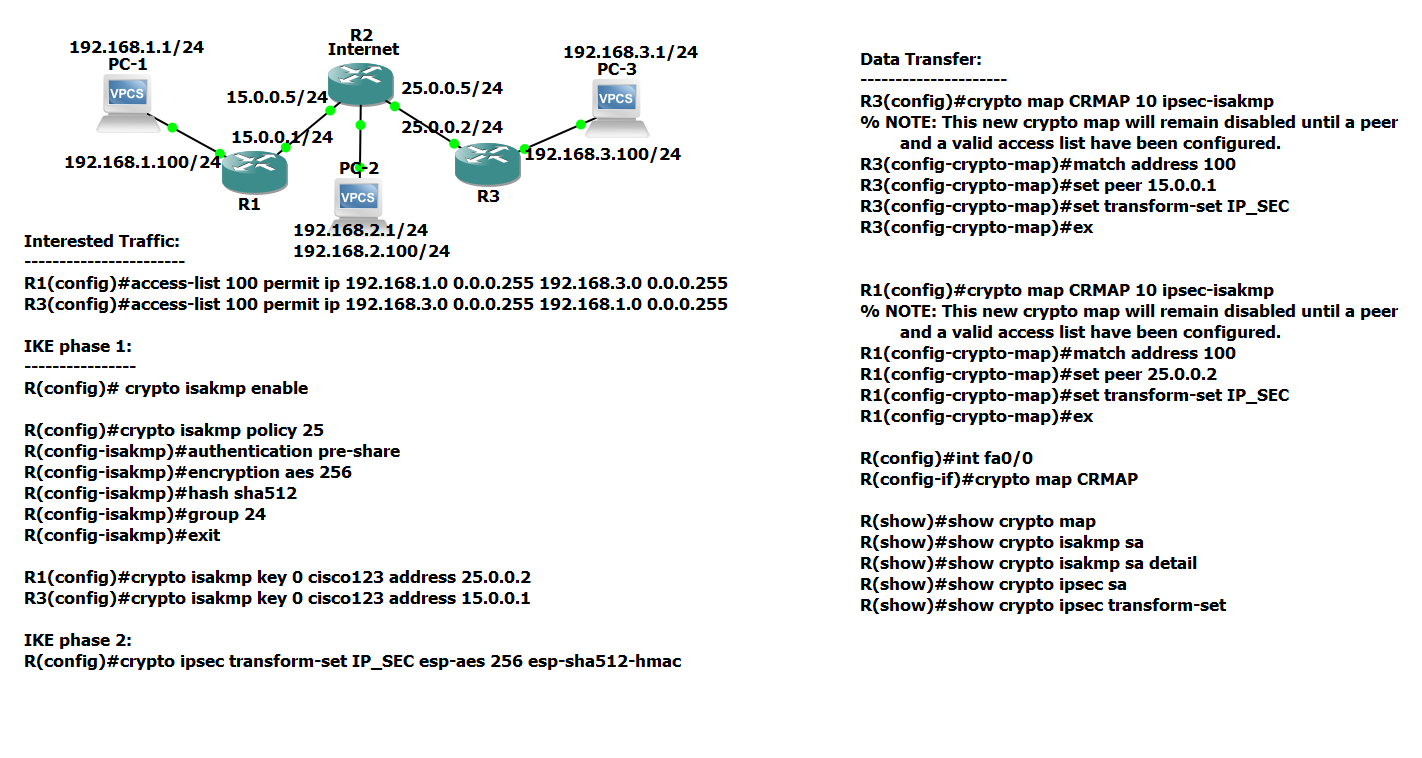 R2
Internet
192.168.1.1/24
PC-1
VPCS
192.168.3.1/24
PC-3
VPCS
15.0.0.5/24
25.0.0.5/24
15.0.0.1/24
25.0.0.2/24
192.168.1.100/24
192.168.3.100/24
R1
PC-2
VPCS
R3
192.168.2.1/24
192.168.2.100/24
Interested Traffic:
-----------------------
R1(config)#access-list 100 permit ip 192.168.1.0 0.0.0.255 192.168.3.0 0.0.0.255
R3(config)#access-list 100 permit ip 192.168.3.0 0.0.0.255 192.168.1.0 0.0.0.255
IKE phase 1:
----------------
R(config)# crypto isakmp enable
R(config)#crypto isakmp policy 25
R(config-isakmp)#authentication pre-share
R(config-isakmp)#encryption aes 256
R(config-isakmp)#hash sha512
R(config-isakmp)#group 24
R(config-isakmp)#exit
R1(config)#crypto isakmp key 0 cisco123 address 25.0.0.2
R3(config)#crypto isakmp key 0 cisco123 address 15.0.0.1
IKE phase 2:
R(config)#crypto ipsec transform-set IP_SEC esp-aes 256 esp-sha512-hmac
Data Transfer:
---------------------
R3(config)#crypto map CRMAP 10 ipsec-isakmp
% NOTE: This new crypto map will remain disabled until a peer
and a valid access list have been configured.
R3(config-crypto-map)#match address 100
R3(config-crypto-map)#set peer 15.0.0.1
R3(config-crypto-map)#set transform-set IP_SEC
R3(config-crypto-map)#ex
R1(config)#crypto map CRMAP 10 ipsec-isakmp
% NOTE: This new crypto map will remain disabled until a peer
and a valid access list have been configured.
R1(config-crypto-map)#match address 100
R1(config-crypto-map)#set peer 25.0.0.2
R1(config-crypto-map)#set transform-set IP_SEC
R1(config-crypto-map)#ex
R(config)#int fa0/0
R(config-if)#crypto map CRMAP
R(show)#show crypto map
R(show)#show crypto isakmp sa
R(show)#show crypto isakmp sa detail
R(show)#show crypto ipsec sa
R(show)#show crypto ipsec transform-set